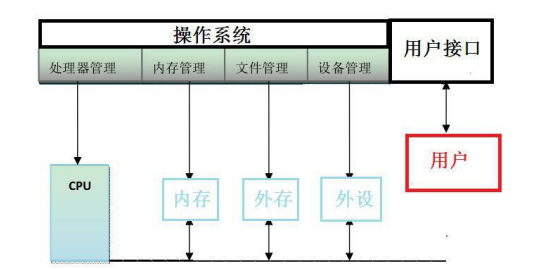 操作系统
用户接口
处理器管理
内存管理
文件管理
设备管理
用户
CPU
内存
外存
外设